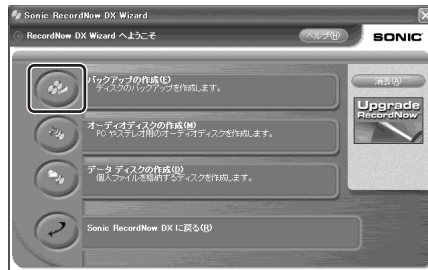 Sonic RecordNow DX Wizard
RecordNow DX Wizard へようこそ
ヘルプ(H)
SONIC
バックアップの作成(E)
ディスクのバックアップを作成します。
消去(A)
Upgrade
RecordNow
オーディオディスクの作成(M)
PC やステレオ用のオーディオディスクを作成します。
データ ディスクの作成(D)
個人ファイルを格納するディスクを作成します。
Sonic RecordNow DX に戻る(R)